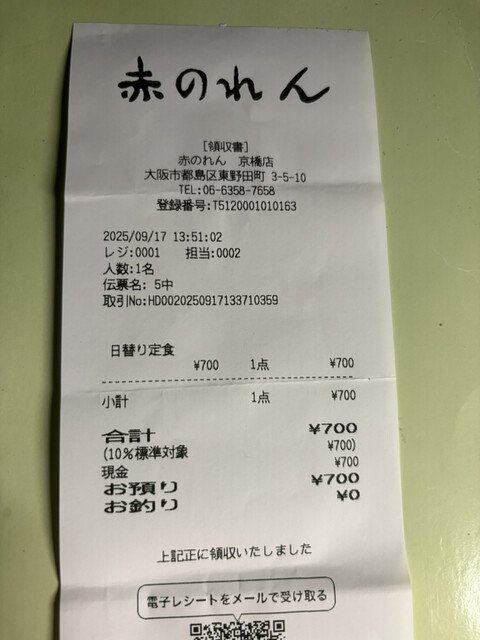 赤のれん
[領収書]
赤のれん 京橋店
大阪市都島区東野田町 3-5-10
TEL:06-6358-7658
登録番号:T5120001010163
2025/09/17 13:51:02
レジ:0001 担当:0002
人数:1名
伝票名: 5中
取引No:HD0020250917133710359
日替り定食
¥700 1点 ¥700
小計 1点 ¥700
合計 ¥700
(10%標準対象 ¥700)
現金 ¥700
お預り ¥700
お釣り ¥0
上記正に領収いたしました
電子レシートをメールで受け取る